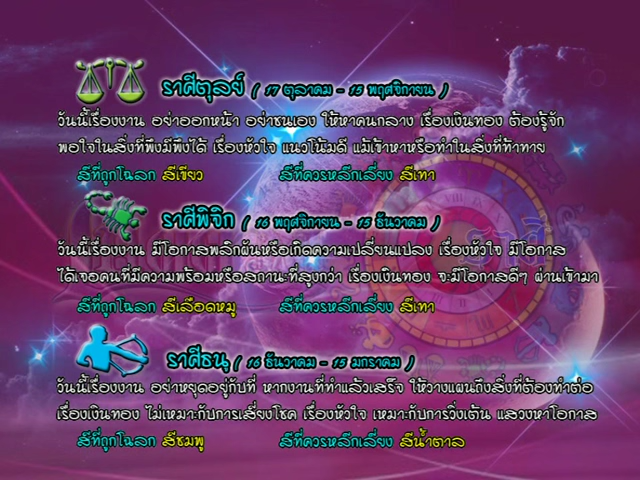 ราศีตุลย์ ( 17 ตุลาคม - 15 พฤศจิกายน )
วันนี้เรื่องงาน อย่าออกหน้า อย่าชนเอง ให้หาคนกลาง เรื่องเงินทอง ต้องรู้จัก
พอใจในสิ่งที่พึงมีพึงได้ เรื่องหัวใจ แนวโน้มดี แม้เข้าหาหรือทำในสิ่งที่ท้าทาย
สีที่ถูกโฉลก สีเขียว สีที่ควรหลีกเลี่ยง สีเทา
ราศีพิจิก ( 16 พฤศจิกายน - 15 ธันวาคม )
วันนี้เรื่องงาน มีโอกาสพลิกผันหรือเกิดความเปลี่ยนแปลง เรื่องหัวใจ มีโอกาส
ได้เจอคนที่มีความพร้อมหรือสถานะที่สูงกว่า เรื่องเงินทอง จะมีโอกาสดีๆ ผ่านเข้ามา
สีที่ถูกโฉลก สีเลือดหมู สีที่ควรหลีกเลี่ยง สีเทา
ราศีธนู ( 16 ธันวาคม - 15 มกราคม )
วันนี้เรื่องงาน อย่าหยุดอยู่กับที่ หากงานที่ทำแล้วเสร็จ ให้วางแผนถึงสิ่งที่ต้องทำต่อ
เรื่องเงินทอง ไม่เหมาะกับการเสี่ยงโชค เรื่องหัวใจ เหมาะกับการวิ่งเต้น แสวงหาโอกาส
สีที่ถูกโฉลก สีชมพู สีที่ควรหลีกเลี่ยง สีน้ำตาล